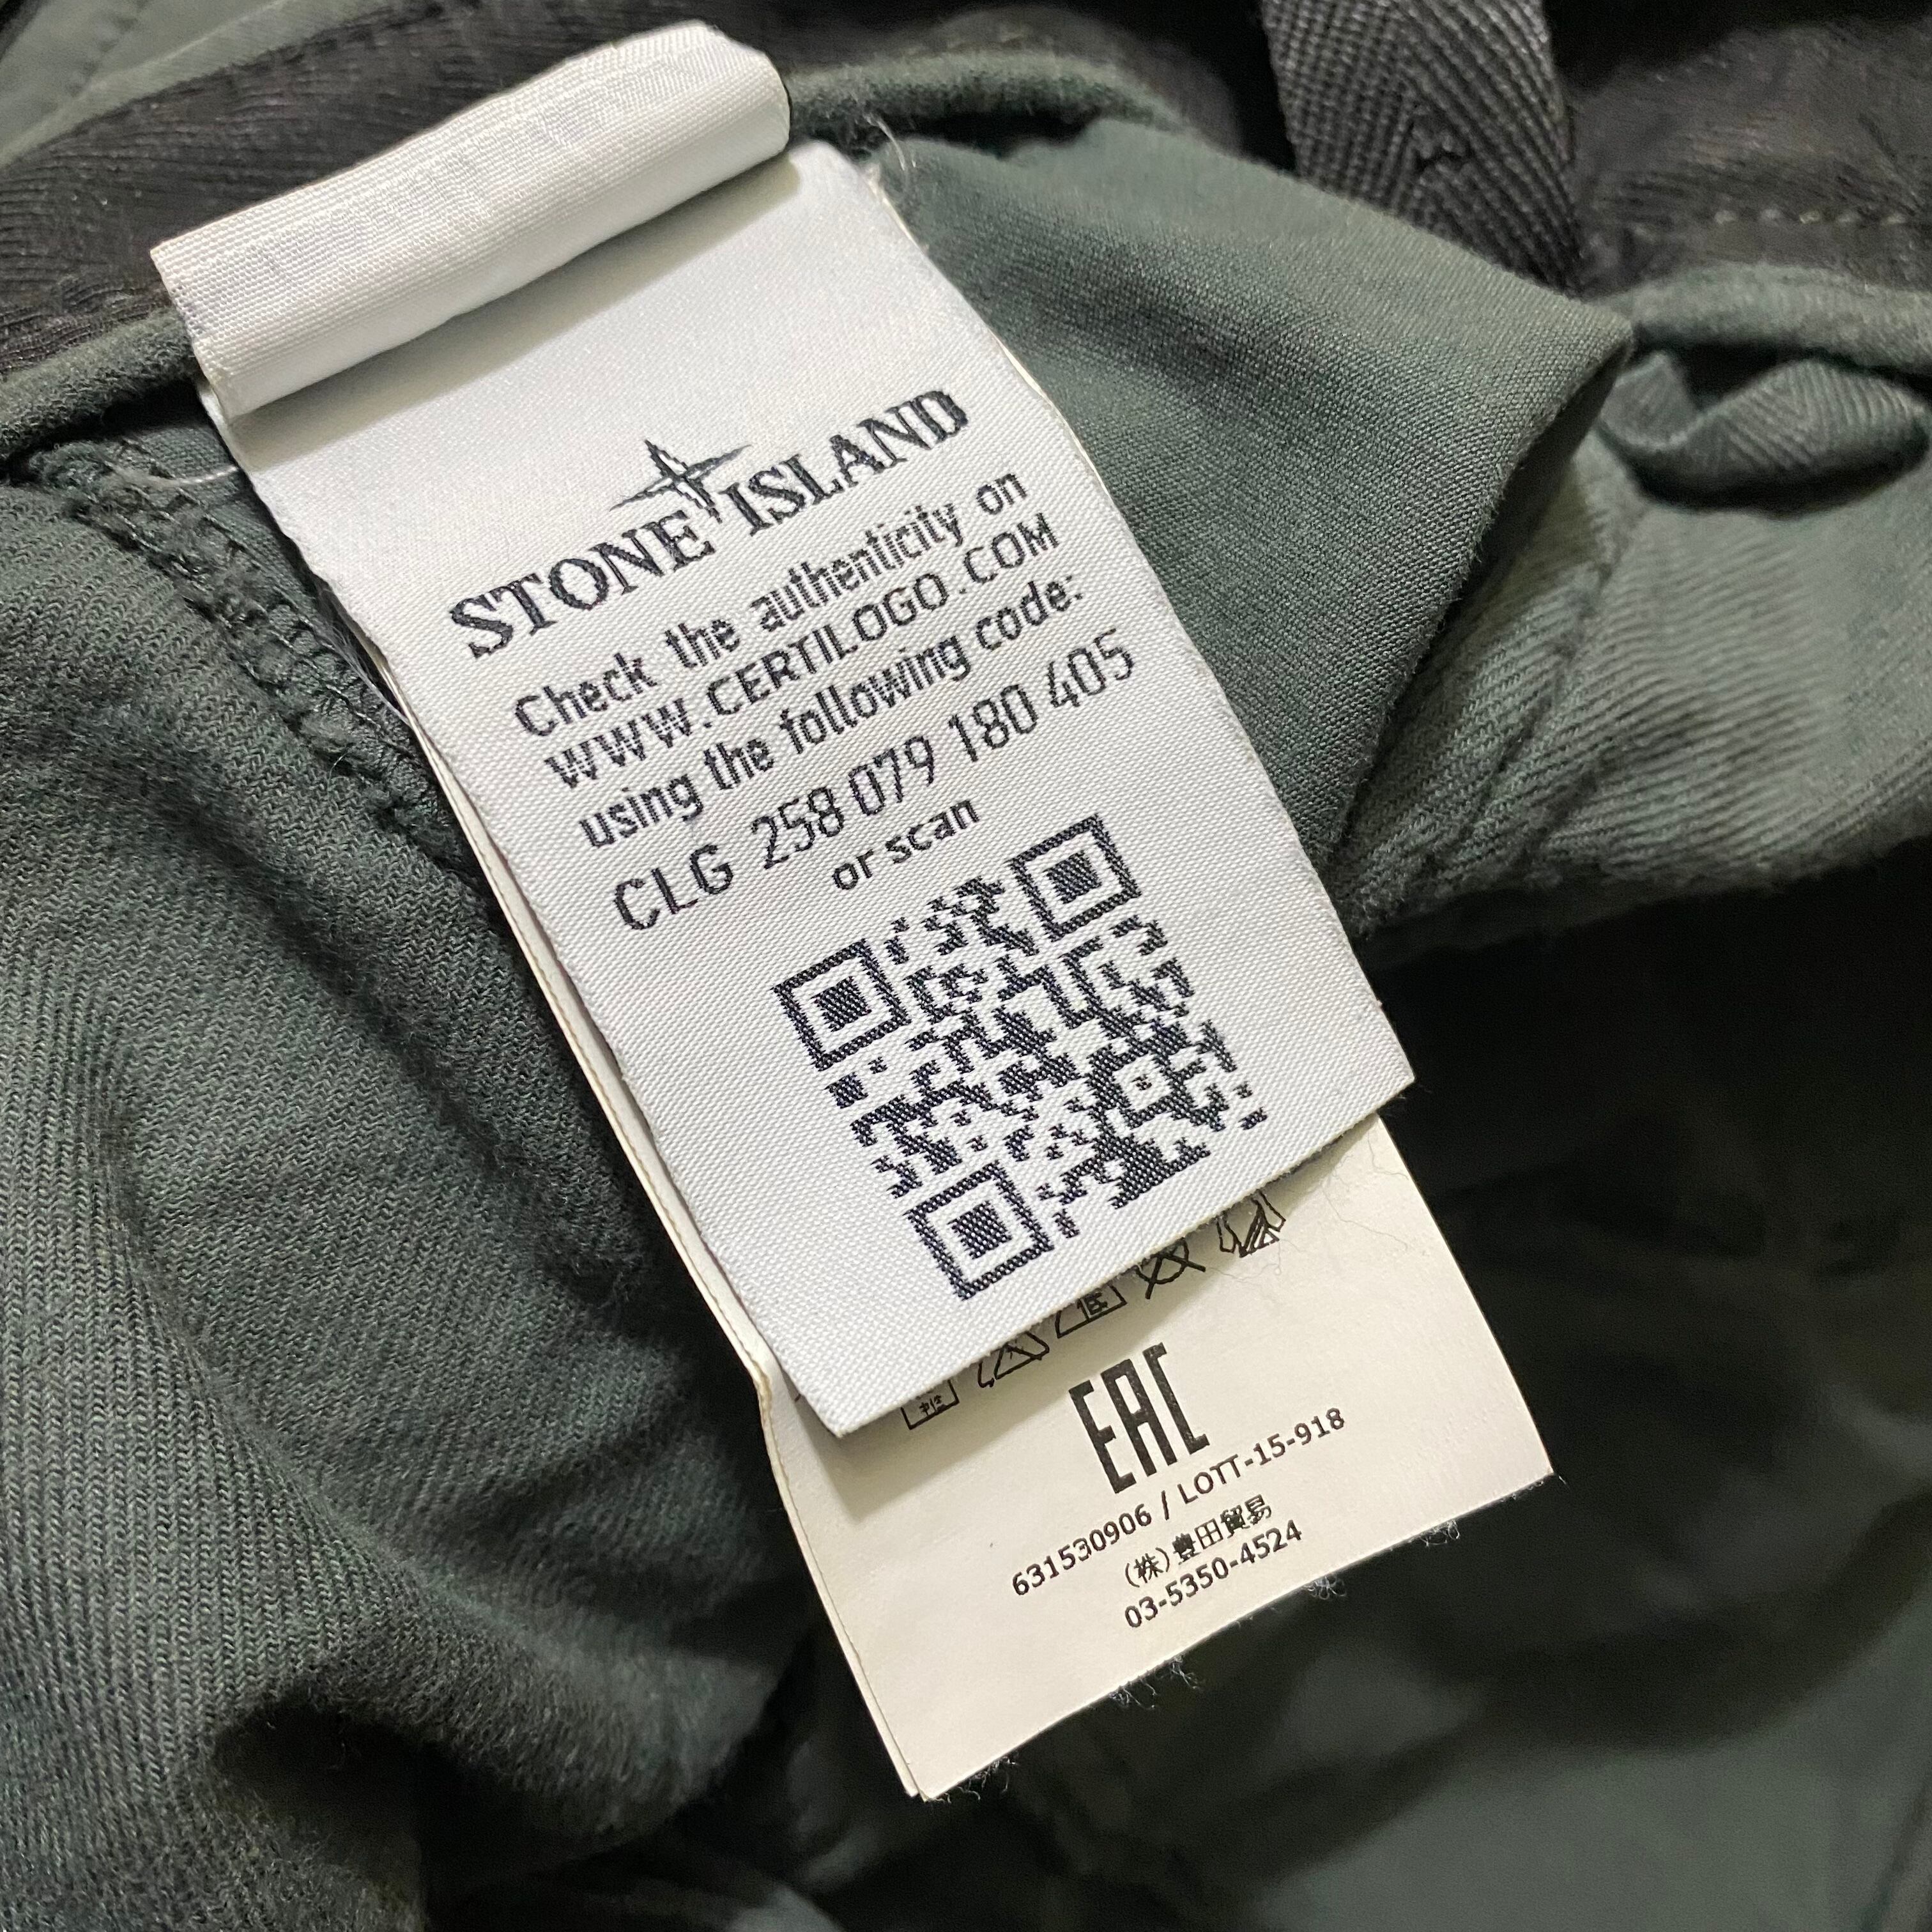 STONE ISLAND
Check the authenticity on
WWW.CERTILOGO.COM
using the following code:
CLG 258 079 180 405
or scan
EAC
631530906 / LOTT-15-918
(株)豊田貿易
03-5350-4524